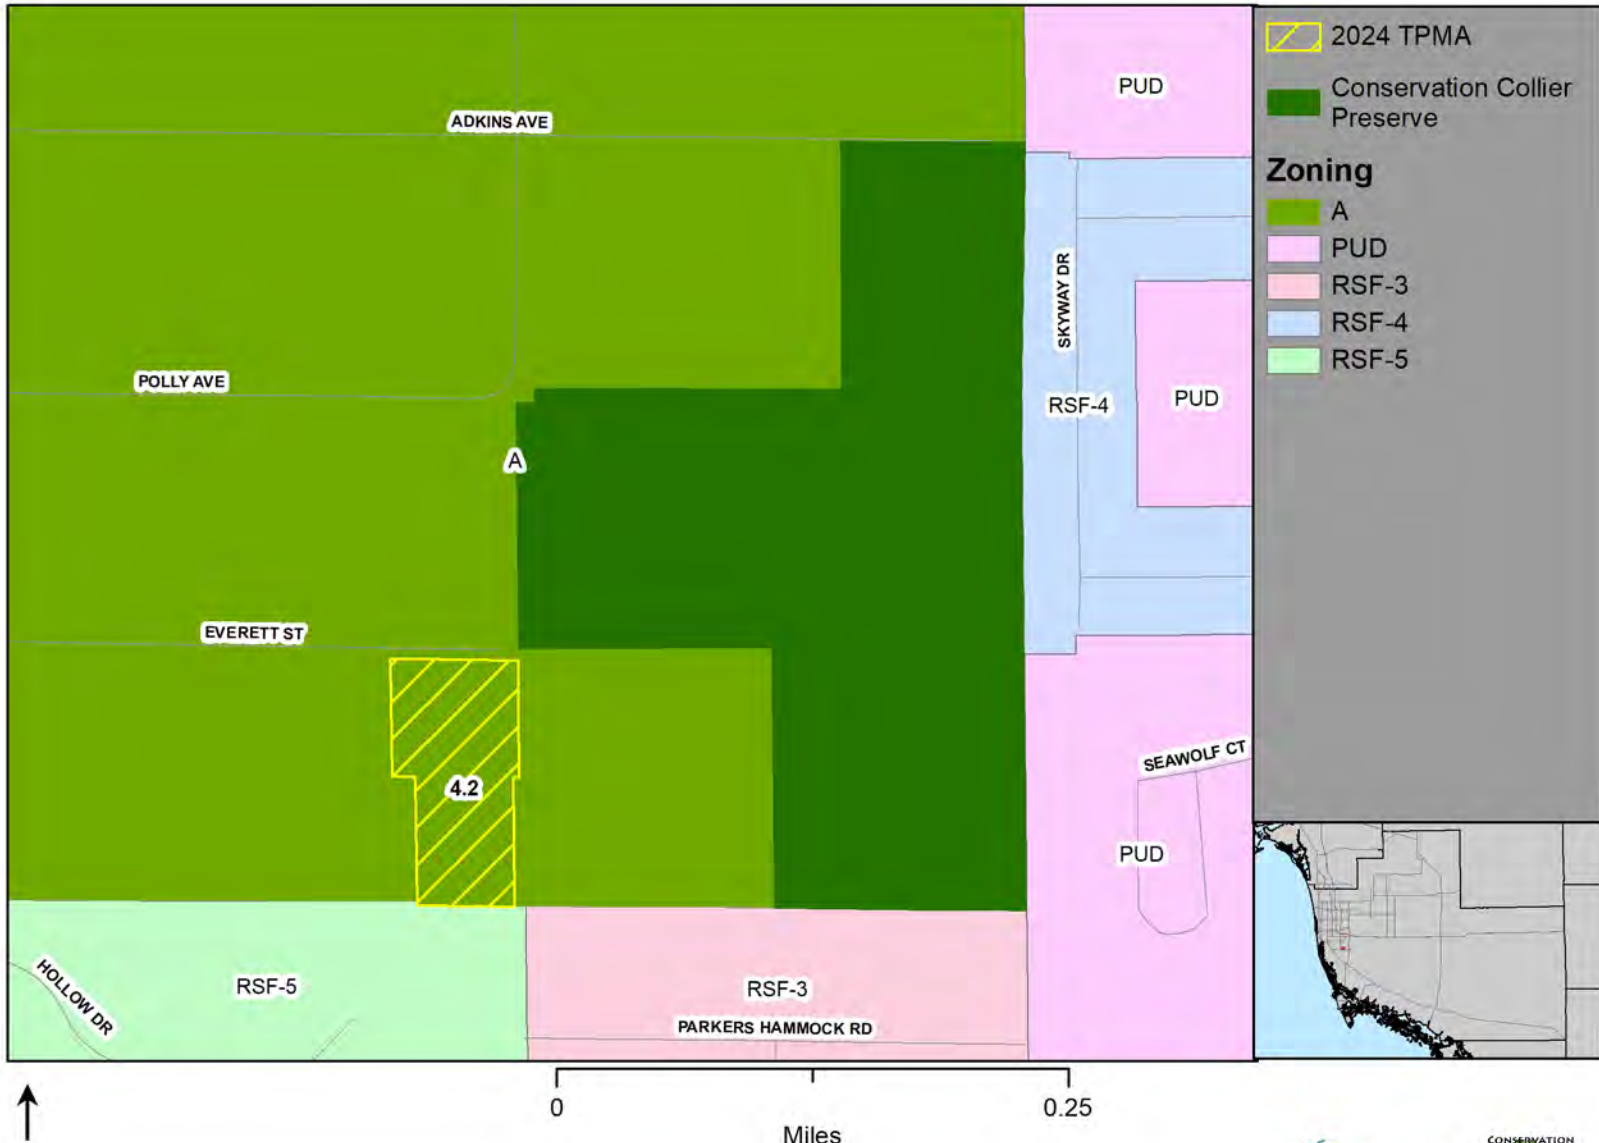 ADKINS AVE
PUD
SKYWAY DR
POLLY AVE
RSF-4
PUD
A
EVERETT ST
4.2
SEAWOLF CT
PUD
HOLLOW DR
RSF-5
RSF-3
PARKERS HAMMOCK RD
2024 TPMA
Conservation Collier
Preserve
Zoning
A
PUD
RSF-3
RSF-4
RSF-5
0
0.25
Miles
CONSERVATION